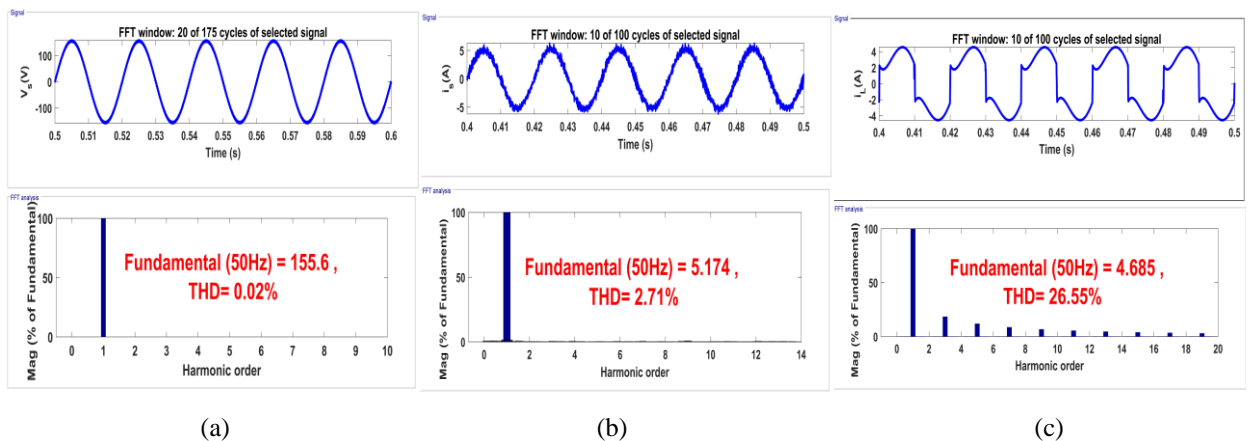 Signal
FFT window: 20 of 175 cycles of selected signal
Vs(V)
100
0
-100
0.5 0.51 0.52 0.53 0.54 0.55 0.56 0.57 0.58 0.59 0.6
Time (s)
FFT analysis
Mag (% of Fundamental)
100
50
0
Fundamental (50Hz) = 155.6 ,
THD= 0.02%
0 1 2 3 4 5 6 7 8 9 10
Harmonic order
(a)
Signal
FFT window: 10 of 100 cycles of selected signal
is(A)
5
0
-5
0.4 0.41 0.42 0.43 0.44 0.45 0.46 0.47 0.48 0.49 0.5
Time (s)
FFT analysis
Mag (% of Fundamental)
100
50
0
Fundamental (50Hz) = 5.174 ,
THD= 2.71%
0 2 4 6 8 10 12 14
Harmonic order
(b)
Signal
FFT window: 10 of 100 cycles of selected signal
iL(A)
4
2
0
-2
-4
0.4 0.41 0.42 0.43 0.44 0.45 0.46 0.47 0.48 0.49 0.5
Time (s)
FFT analysis
Mag (% of Fundamental)
100
50
0
Fundamental (50Hz) = 4.685 ,
THD= 26.55%
0 2 4 6 8 10 12 14 16 18 20
Harmonic order
(c)